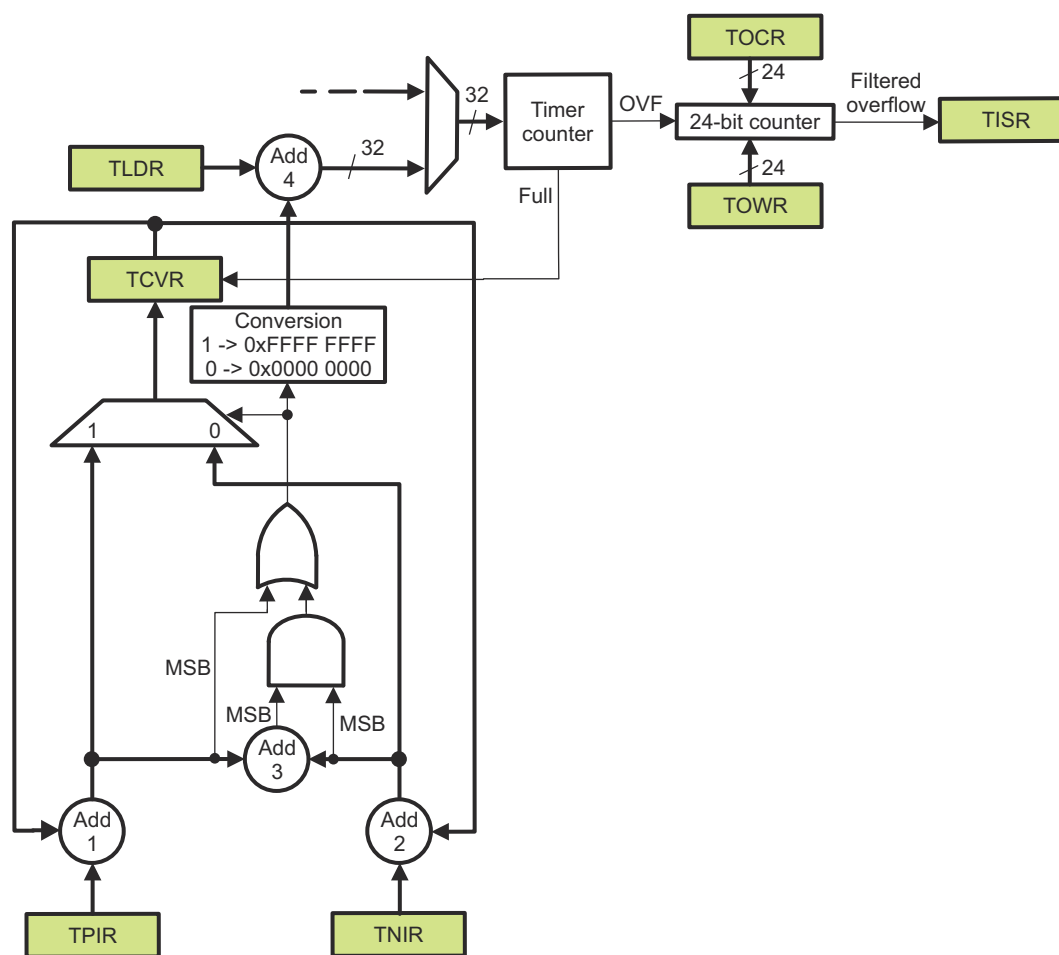 TOCR
24
32
OVF
Timer
counter
24-bit counter
Filtered
overflow
TISR
TLDR
Add
4
32
Full
24
TOWR
TCVR
Conversion
1 -> 0xFFFF FFFF
0 -> 0x0000 0000
1
0
MSB
MSB
MSB
Add
3
Add
1
Add
2
TPIR
TNIR